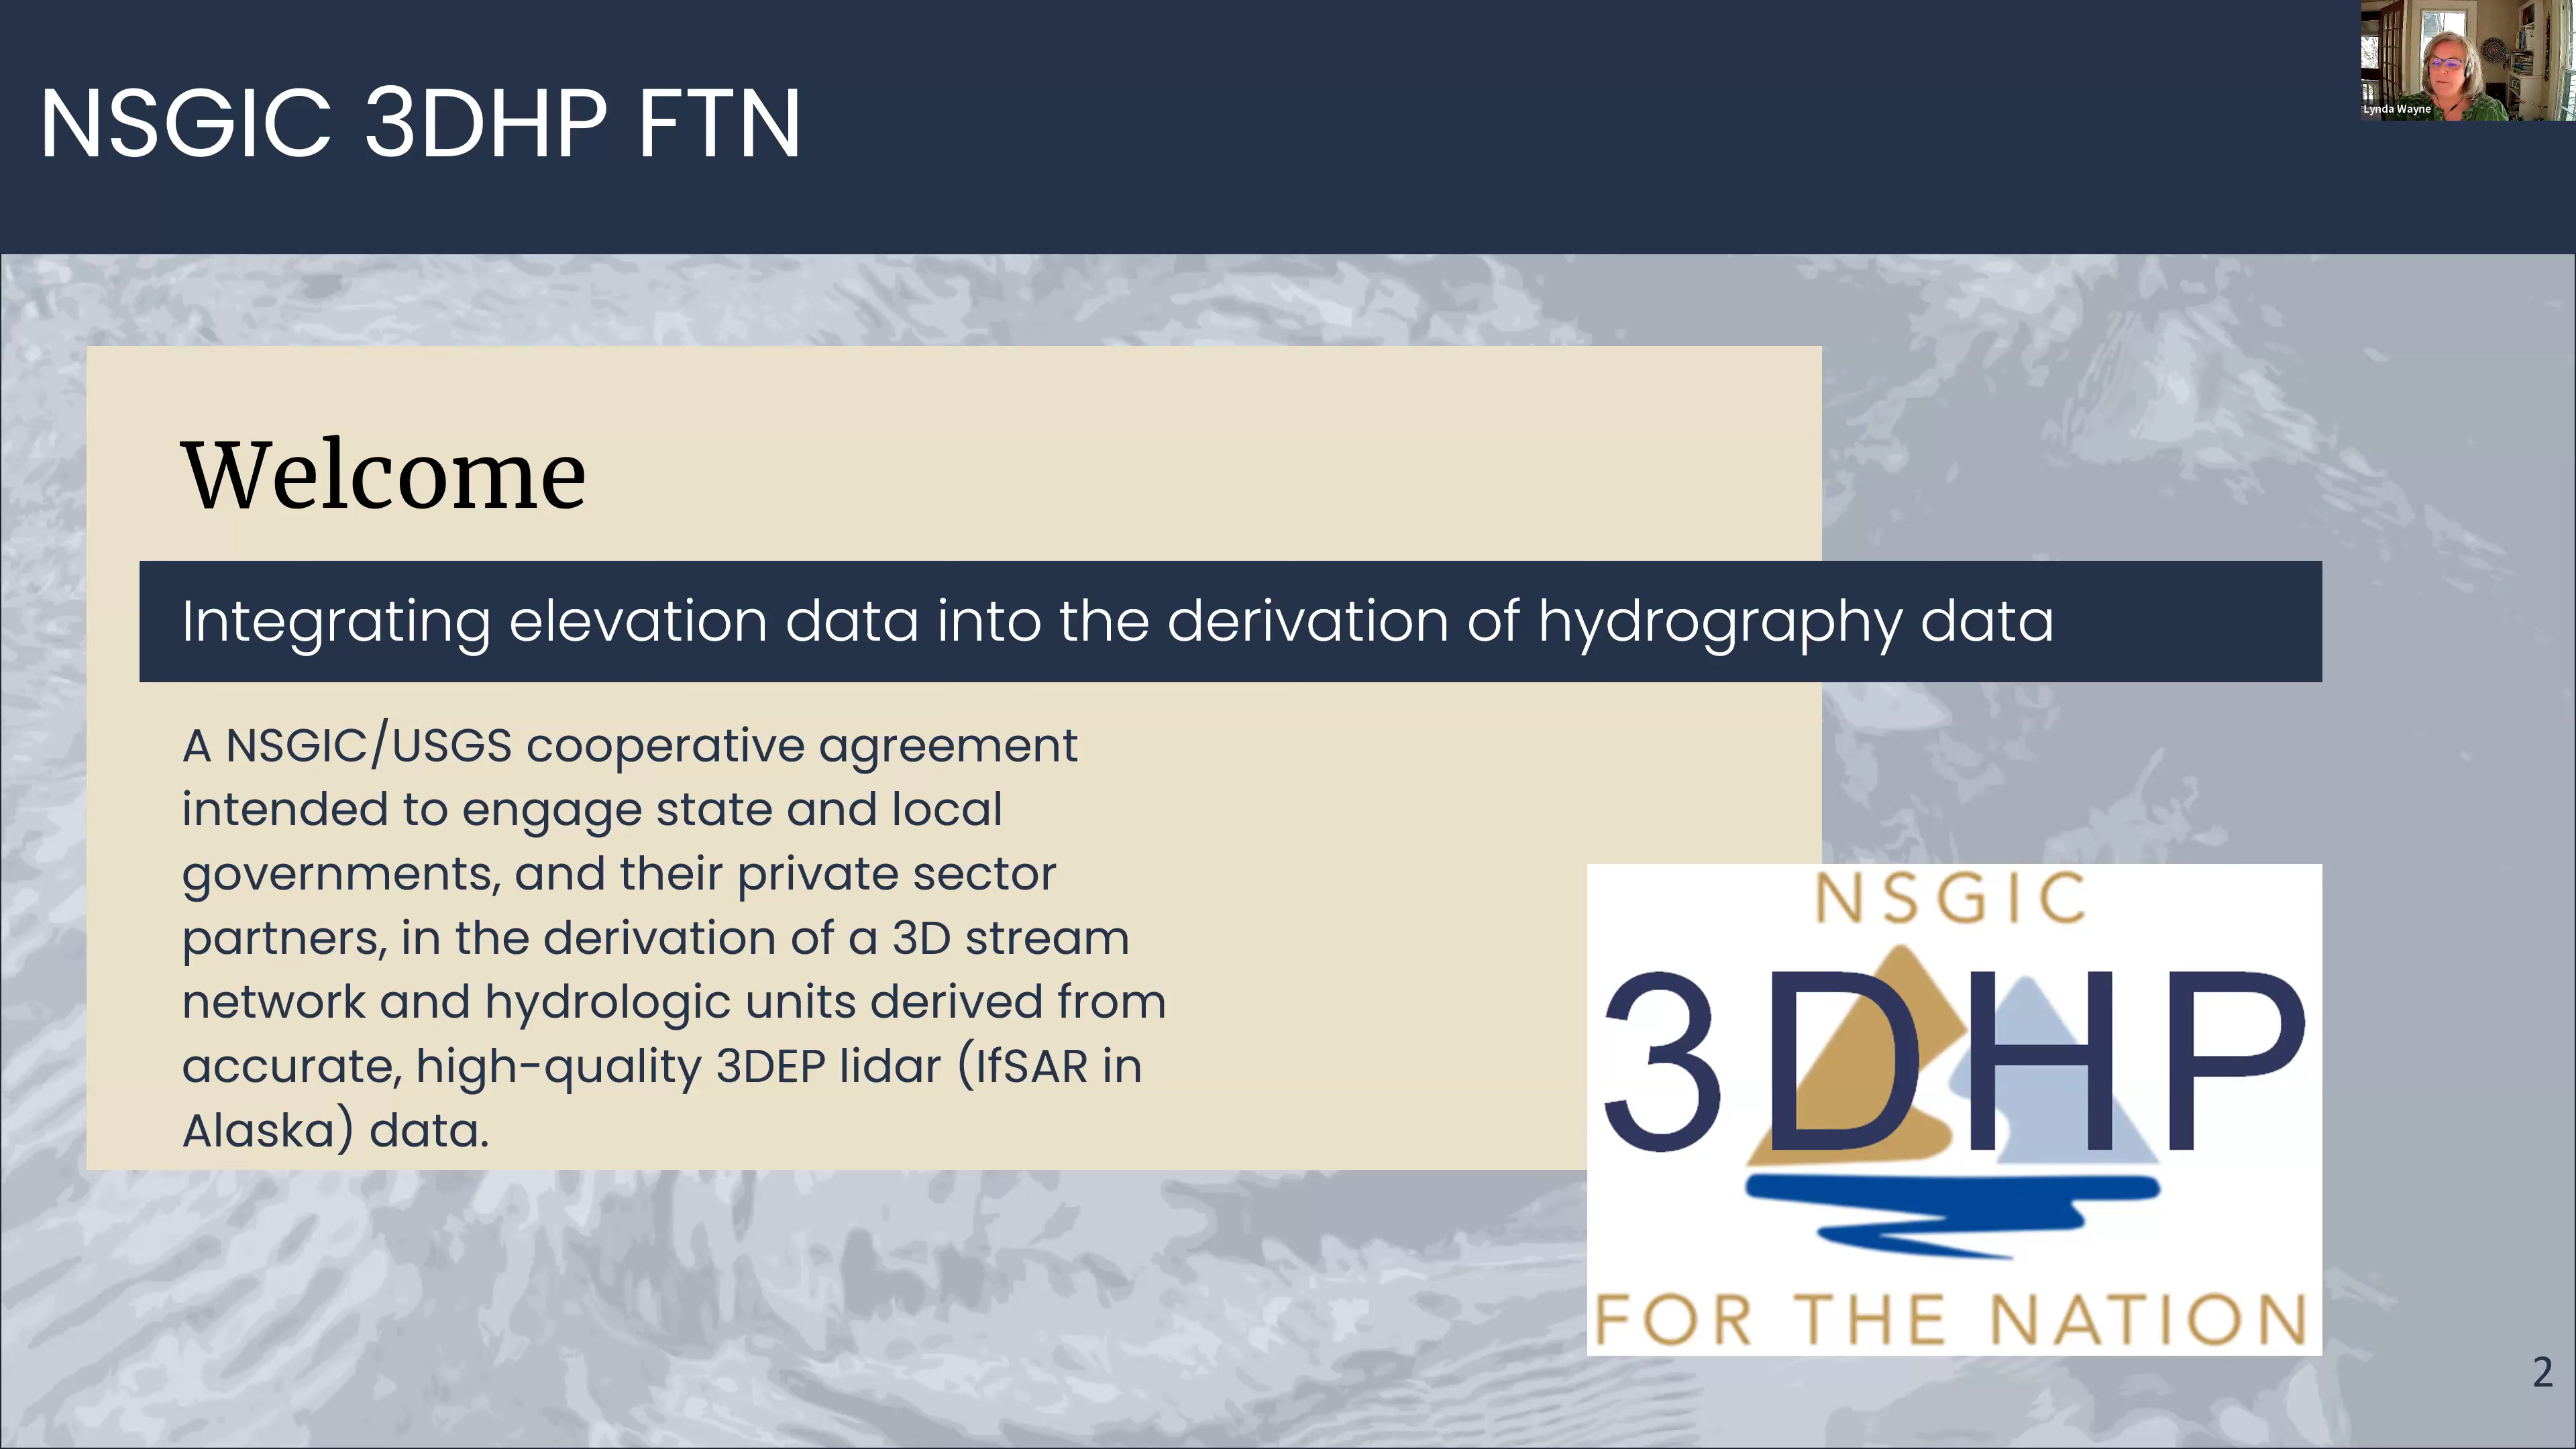 NSGIC 3DHP FTN
Lynda Wayne
Welcome
Integrating elevation data into the derivation of hydrography data
A NSGIC/USGS cooperative agreement
intended to engage state and local
governments, and their private sector
partners, in the derivation of a 3D stream
network and hydrologic units derived from
accurate, high-quality 3DEP lidar (IfSAR in
Alaska) data.
NSGIC
3DHP
FOR THE NATION
2